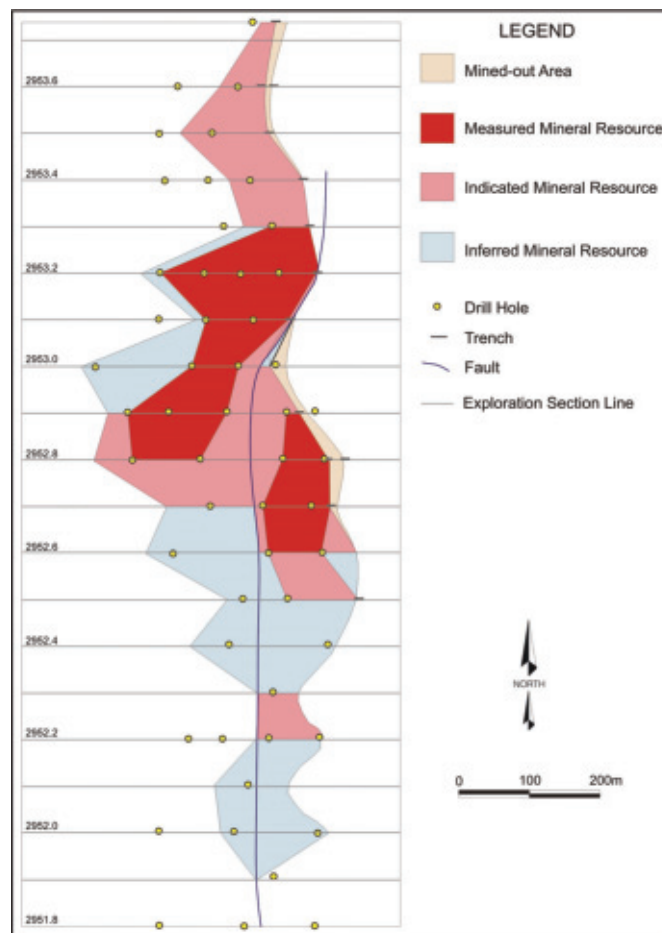 LEGEND
Mined-out Area
Measured Mineral Resource
Indicated Mineral Resource
Inferred Mineral Resource
Drill Hole
Trench
Fault
Exploration Section Line
2953.6
2953.4
2953.2
2953.0
2952.8
2952.6
2952.4
2952.2
2952.0
2951.8
NORTH
0 100 200m